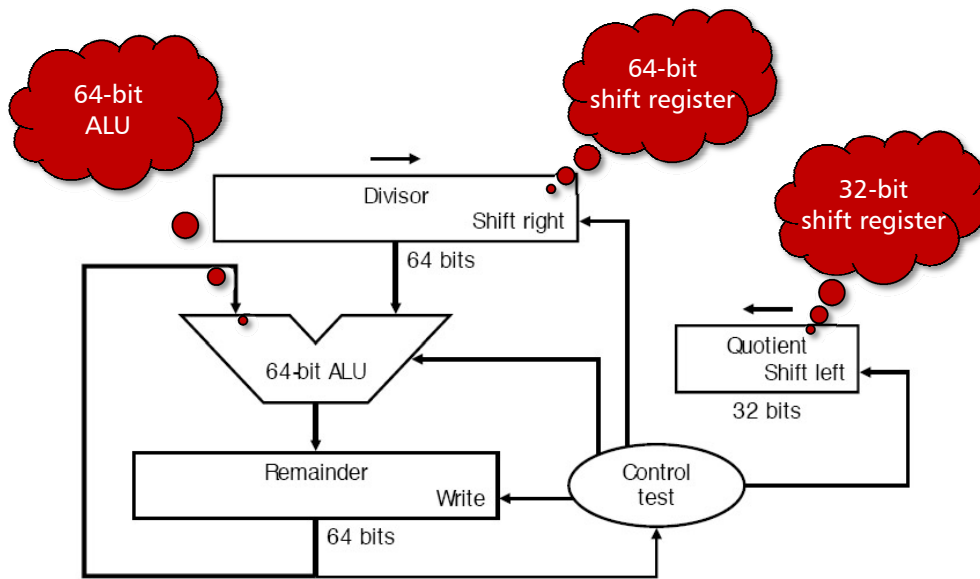 64-bit
ALU
64-bit
shift register
32-bit
shift register
Divisor
Shift right
64 bits
64-bit ALU
Quotient
Shift left
32 bits
Remainder
Write
64 bits
Control
test